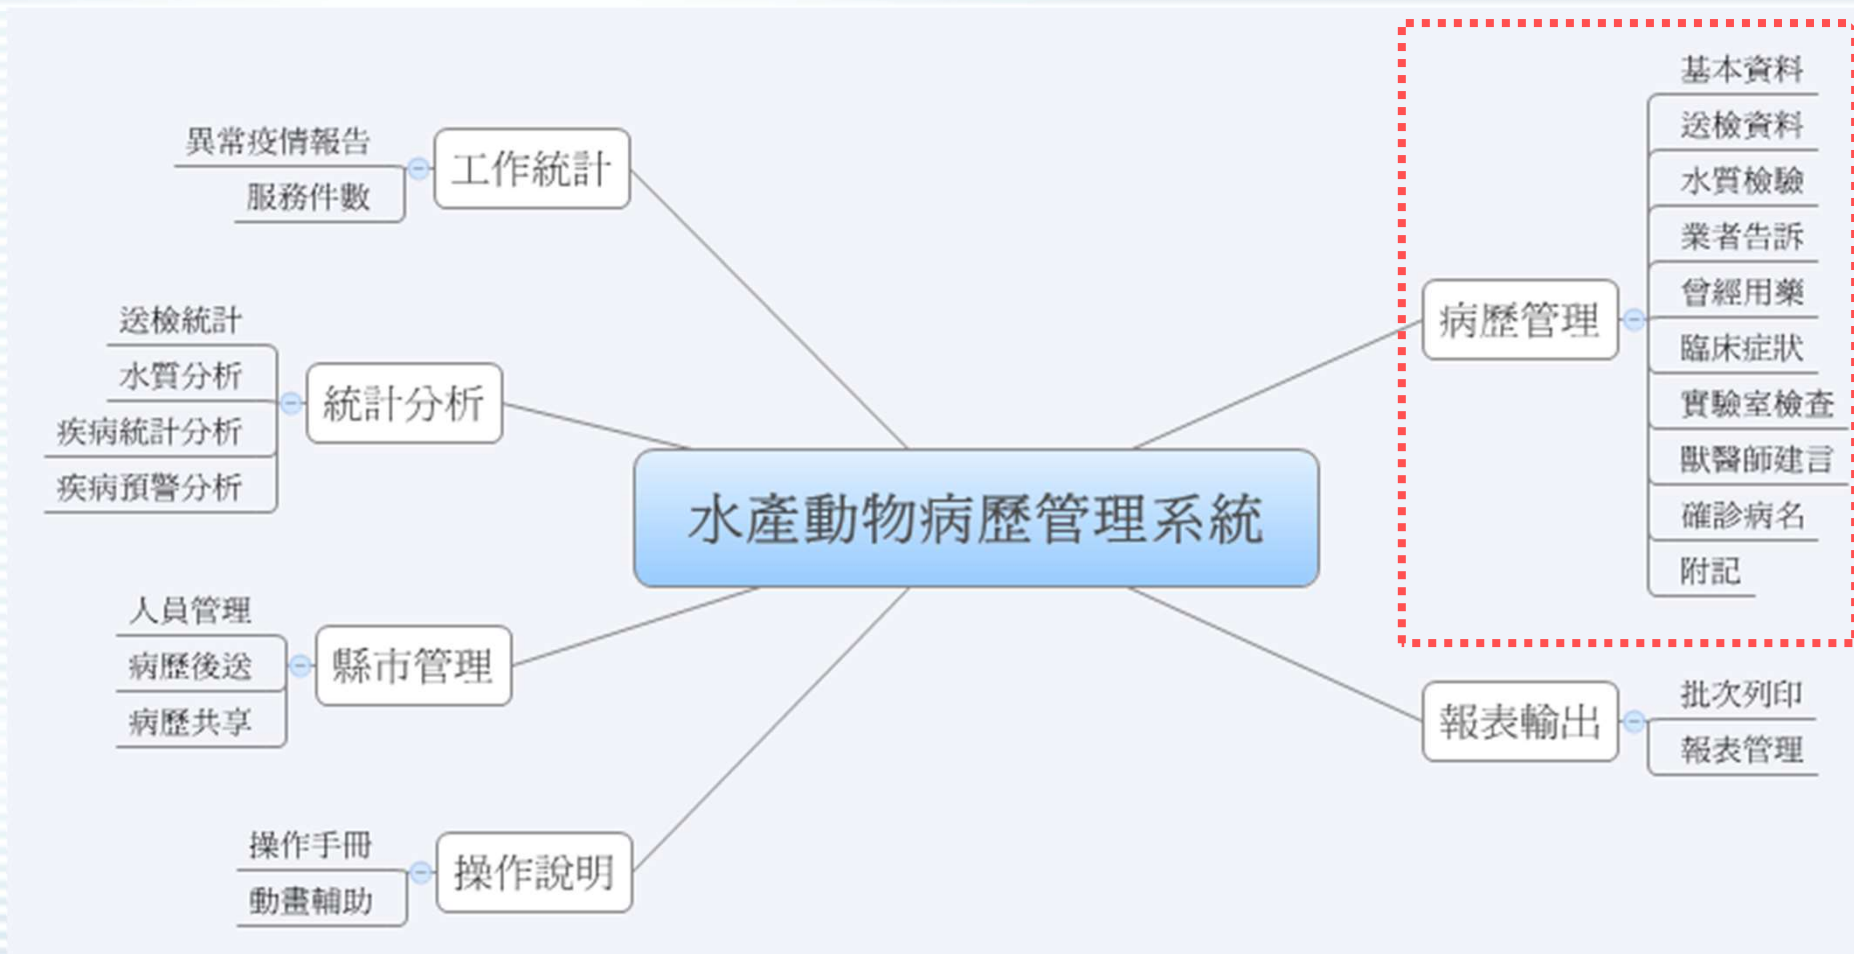 水產動物病歷管理系統
工作統計
異常疫情報告
服務件數
統計分析
送檢統計
水質分析
疾病統計分析
疾病預警分析
縣市管理
人員管理
病歷後送
病歷共享
操作說明
操作手冊
動畫輔助
病歷管理
基本資料
送檢資料
水質檢驗
業者告訴
曾經用藥
臨床症狀
實驗室檢查
獸醫師建言
確診病名
附記
報表輸出
批次列印
報表管理